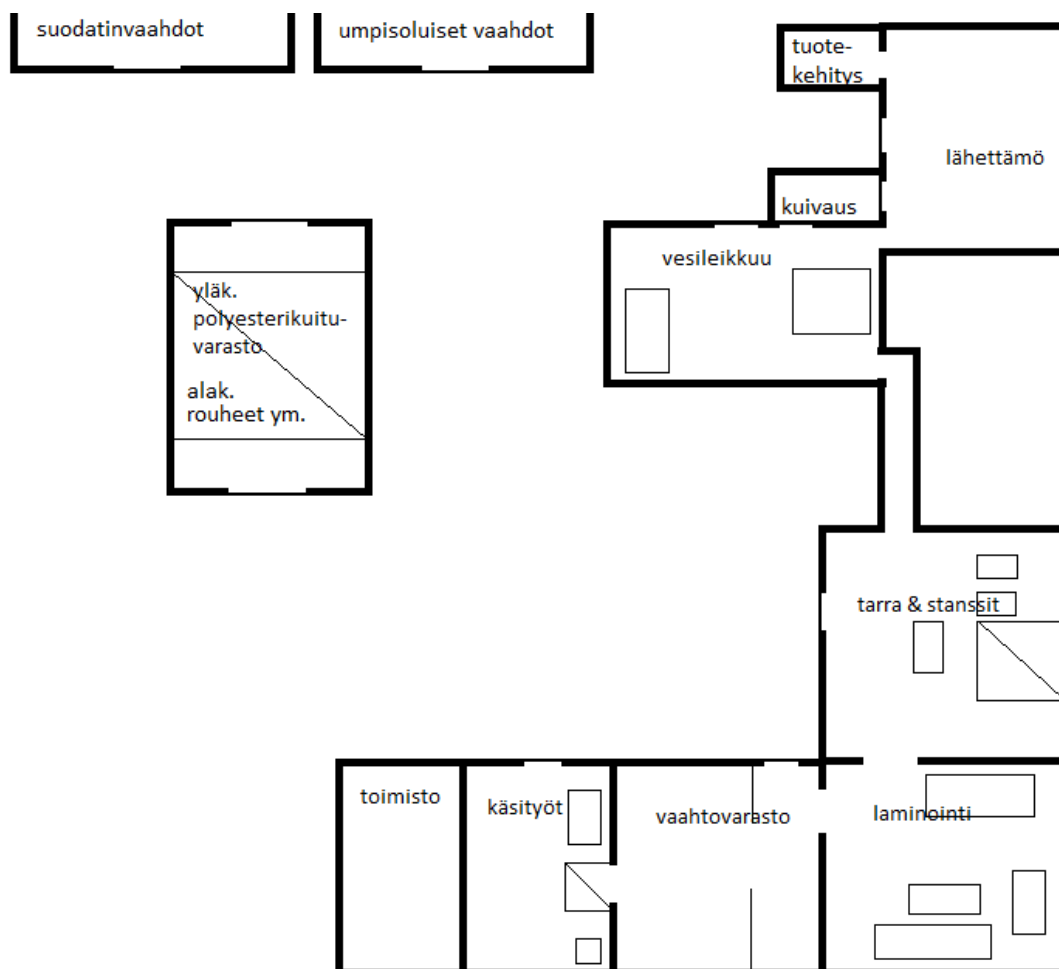 suodatinvaahdot
umpisoluiset vaahdot
tuote-
kehitys
lähettämö
kuivaus
vesileikkuu
yläk.
polyesterikuitu-
varasto
alak.
rouheet ym.
tarra & stanssit
toimisto
käsityöt
vaahtovarasto
laminointi